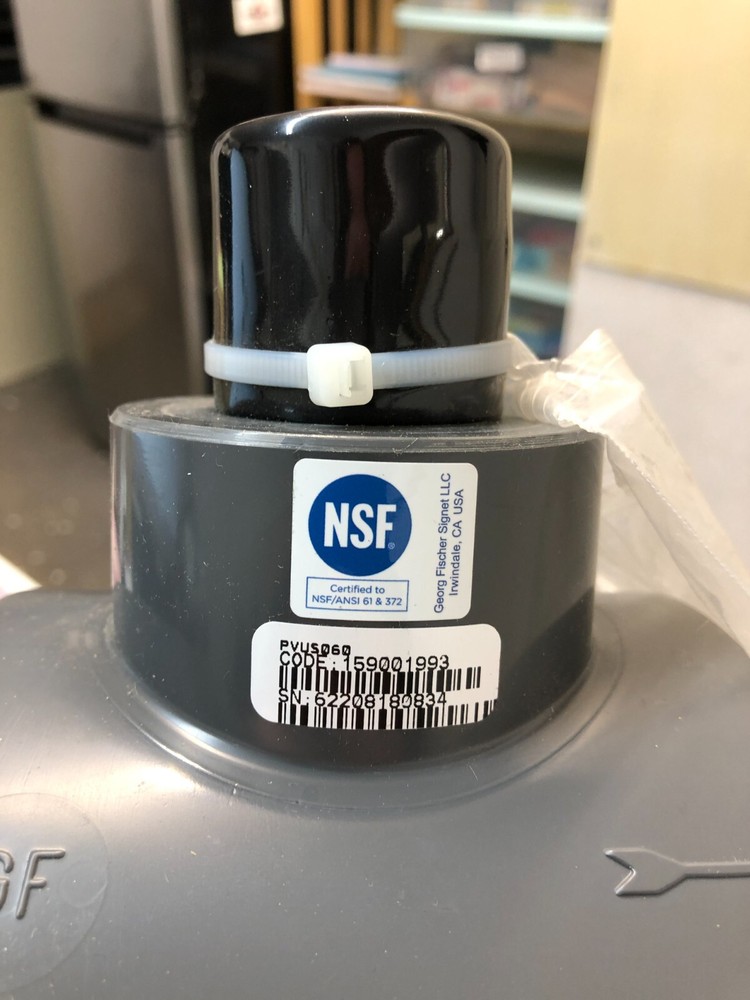 NSF
®
Certified to
NSF/ANSI 61 & 372
Georg Fischer Signet LLC
Irwindale, CA USA
PVUS060
CODE:159001993
SN:62208180834
GF